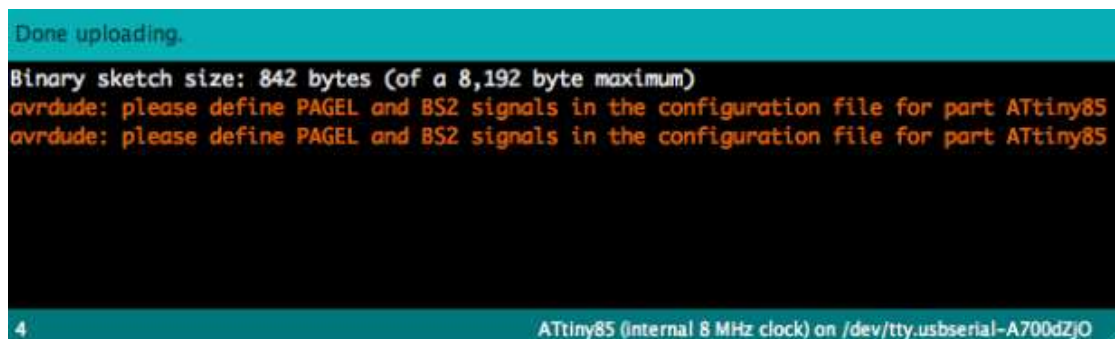 Done uploading.
Binary sketch size: 842 bytes (of a 8,192 byte maximum)
avrdude: please define PAGEL and BS2 signals in the configuration file for part ATtiny85
avrdude: please define PAGEL and BS2 signals in the configuration file for part ATtiny85
4 ATtiny85 (internal 8 MHz clock) on /dev/tty.usbserial-A700dZjO